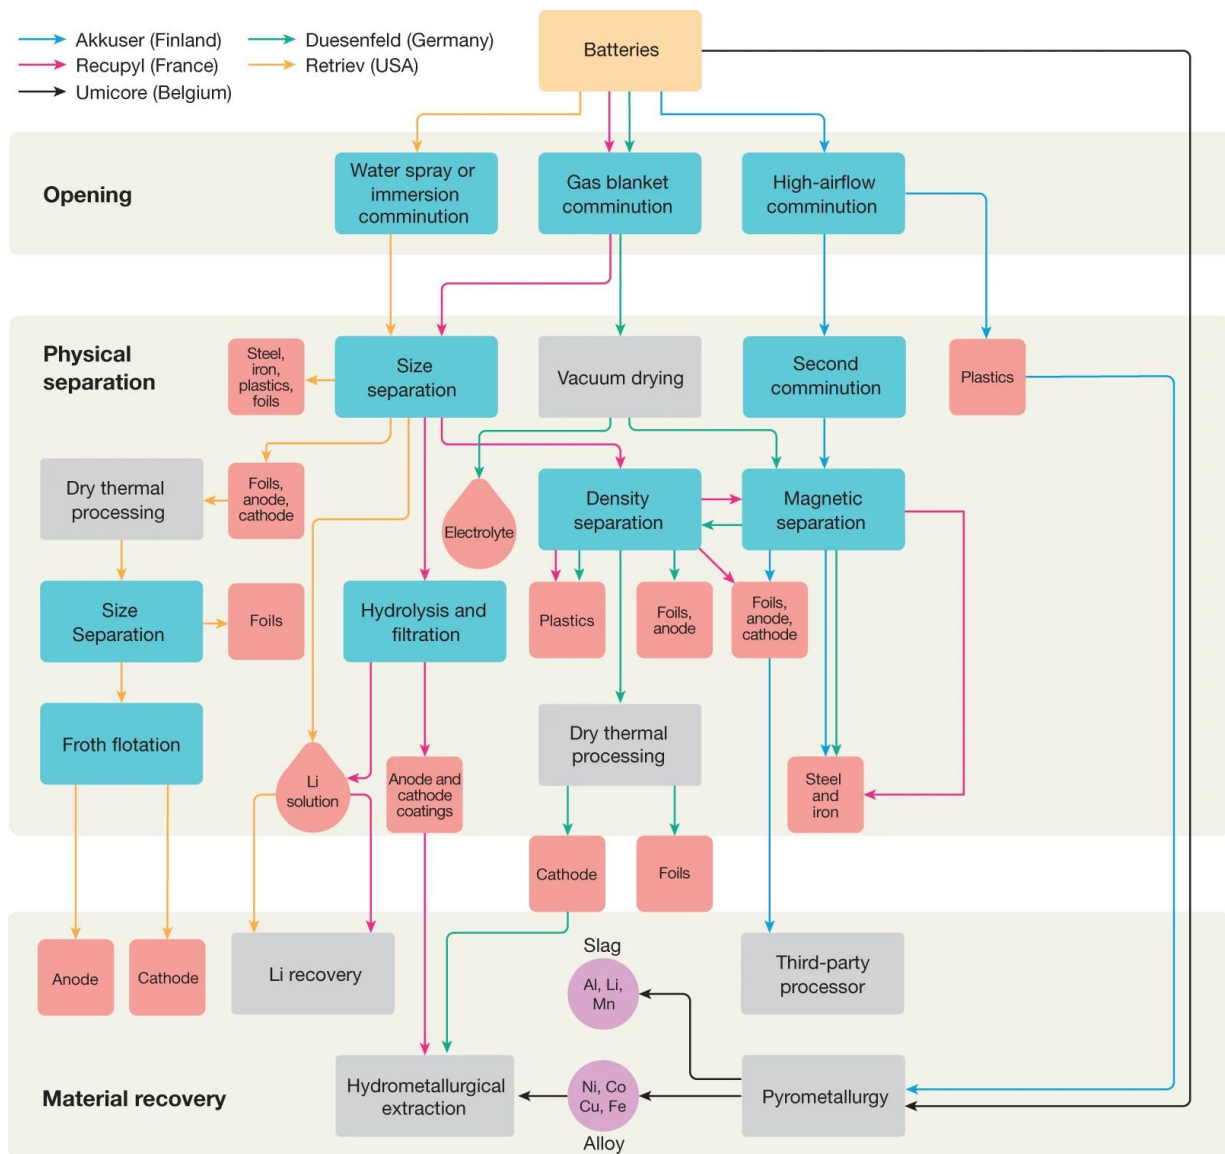 Akkuser (Finland)
Duesenfeld (Germany)
Recupyl (France)
Retriev (USA)
Umicore (Belgium)
Batteries
Opening
Water spray or
immersion
comminution
Gas blanket
comminution
High-airflow
comminution
Physical
separation
Steel,
iron,
plastics,
foils
Size
separation
Vacuum drying
Second
comminution
Plastics
Dry thermal
processing
Foils,
anode,
cathode
Electrolyte
Density
separation
Magnetic
separation
Size
Separation
Foils
Hydrolysis and
filtration
Plastics
Foils,
anode
Foils,
anode,
cathode
Froth flotation
Li
solution
Anode and
cathode
coatings
Dry thermal
processing
Steel
and
iron
Cathode
Foils
Anode
Cathode
Li recovery
Slag
Al, Li,
Mn
Third-party
processor
Material recovery
Hydrometallurgical
extraction
Ni, Co
Cu, Fe
Alloy
Pyrometallurgy